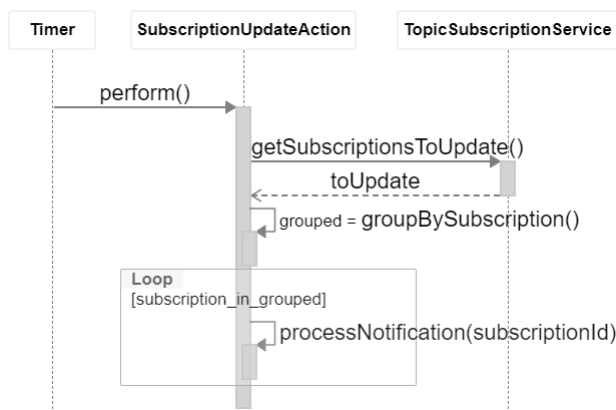 Timer
SubscriptionUpdateAction
TopicSubscriptionService
perform()
getSubscriptionsToUpdate()
toUpdate
grouped = groupBySubscription()
Loop
[subscription_in_grouped]
processNotification(subscriptionId)